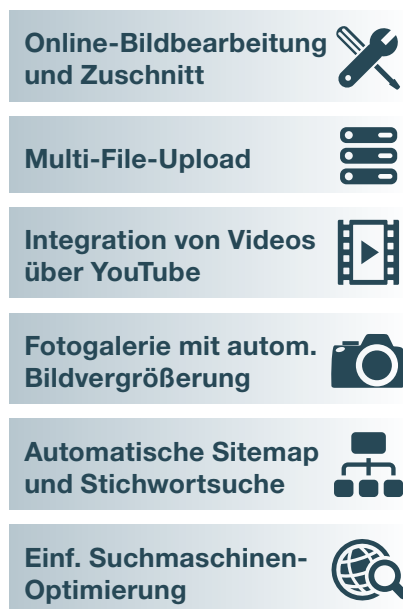 Online-Bildbearbeitung
und Zuschnitt
Multi-File-Upload
Integration von Videos
über YouTube
Fotogalerie mit autom.
Bildvergrößerung
Automatische Sitemap
und Stichwortsuche
Einf. Suchmaschinen-
Optimierung